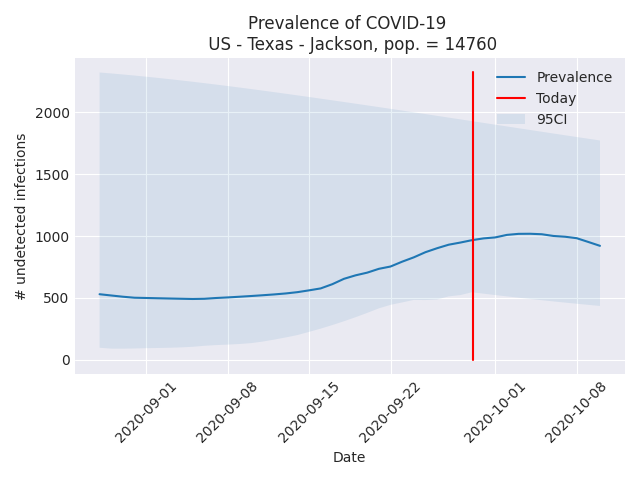 Prevalence of COVID-19
US - Texas - Jackson, pop. = 14760
Prevalence
Today
95CI
# undetected infections
2000
1500
1000
500
0
2020-09-01
2020-09-08
2020-09-15
2020-09-22
2020-10-01
2020-10-08
Date